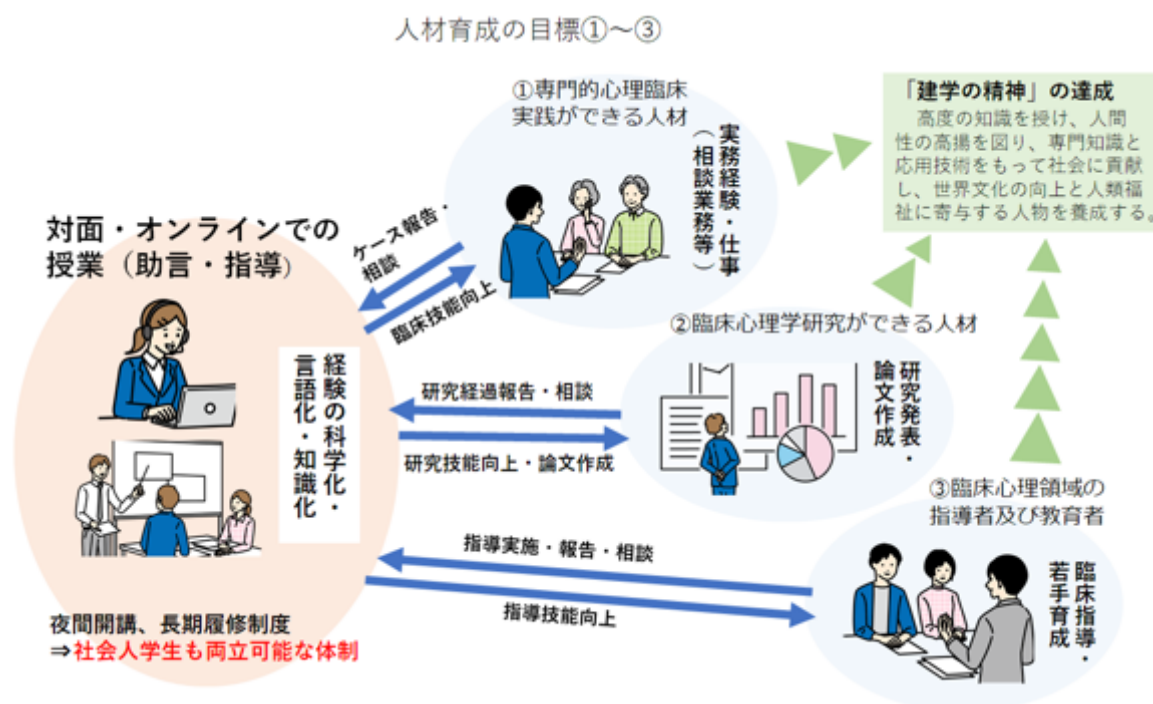 人材育成の目標①～③
①専門的心理臨床
実践ができる人材
実務経験・仕事
（相談業務等）
「建学の精神」の達成
高度の知識を授け、人間
性の高揚を図り、専門知識と
応用技術をもって社会に貢献
し、世界文化の向上と人類福
祉に寄与する人物を養成する。
対面・オンラインでの
授業（助言・指導）
経験の科学化・
言語化・知識化
夜間開講、長期履修制度
⇒社会人学生も両立可能な体制
ケース報告・
相談
臨床技能向上
②臨床心理学研究ができる人材
研究発表・
論文作成
研究経過報告・相談
研究技能向上・論文作成
③臨床心理領域の
指導者及び教育者
臨床指導・
若手育成
指導実施・報告・相談
指導技能向上